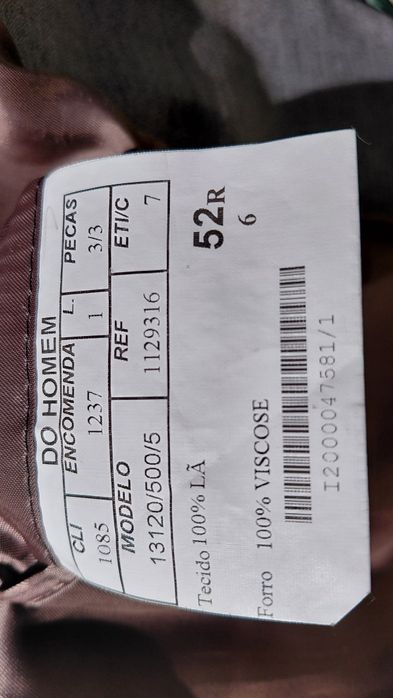 DO HOMEM
CLI ENCOMENDA L. PECAS
1085 1237 1 3/3
MODELO REF ETI/C
13120/500/5 1129316 7
Tecido 100% LÃ 52R
6
Forro 100% VISCOSE
I2000047581/1